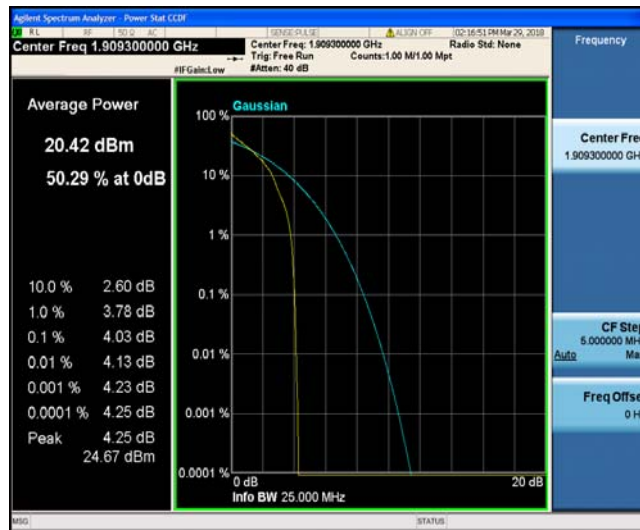 Agilent Spectrum Analyzer - Power Stat CCDF
RL RF 50 Ω AC SENSE:PULSE ALIGN OFF 02:16:51 PM Mar 29, 2018
Center Freq 1.909300000 GHz
Center Freq: 1.909300000 GHz Radio Std: None
Trig: Free Run Counts:1.00 M/1.00 Mpt
#IFGain:Low #Atten: 40 dB
Frequency
Average Power
20.42 dBm
50.29 % at 0dB
10.0 % 2.60 dB
1.0 % 3.78 dB
0.1 % 4.03 dB
0.01 % 4.13 dB
0.001 % 4.23 dB
0.0001 % 4.25 dB
Peak 4.25 dB
24.67 dBm
Gaussian
100 %
10 %
1 %
0.1 %
0.01 %
0.001 %
0.0001 %
0 dB 20 dB
Info BW 25.000 MHz
Center Fre
1.909300000 GH
CF Step
5.000000 MH
Auto Ma
Freq Offse
0 H
MSG STATUS